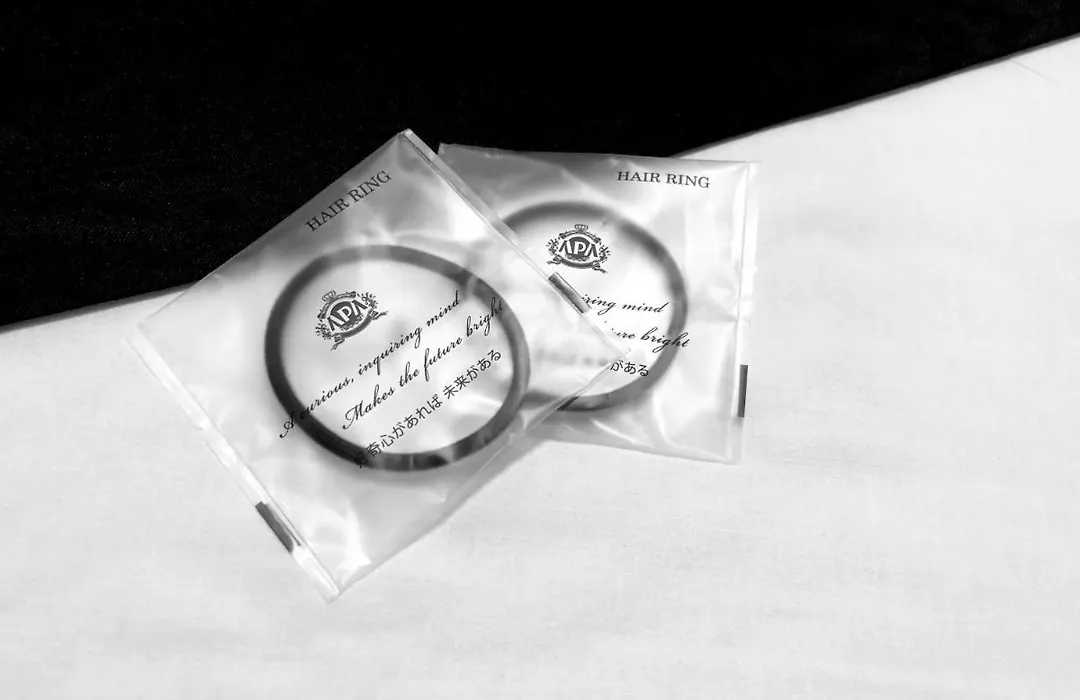 HAIR RING
APA
A curious, inquiring mind
Makes the future bright
好奇心があれば 未来がある
HAIR RING
APA
iring mind
ure bright
がある